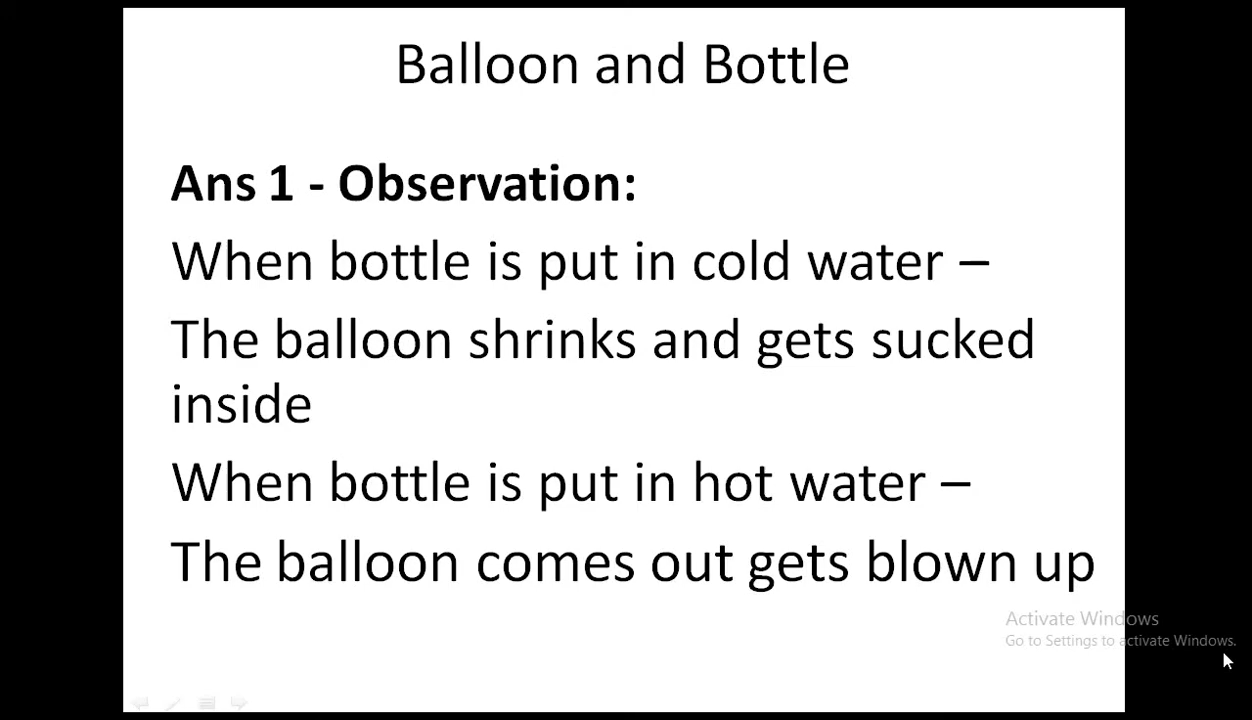 Balloon and Bottle
Ans 1 - Observation:
When bottle is put in cold water –
The balloon shrinks and gets sucked
inside
When bottle is put in hot water –
The balloon comes out gets blown up
Activate Windows
Go to Settings to activate Windows.